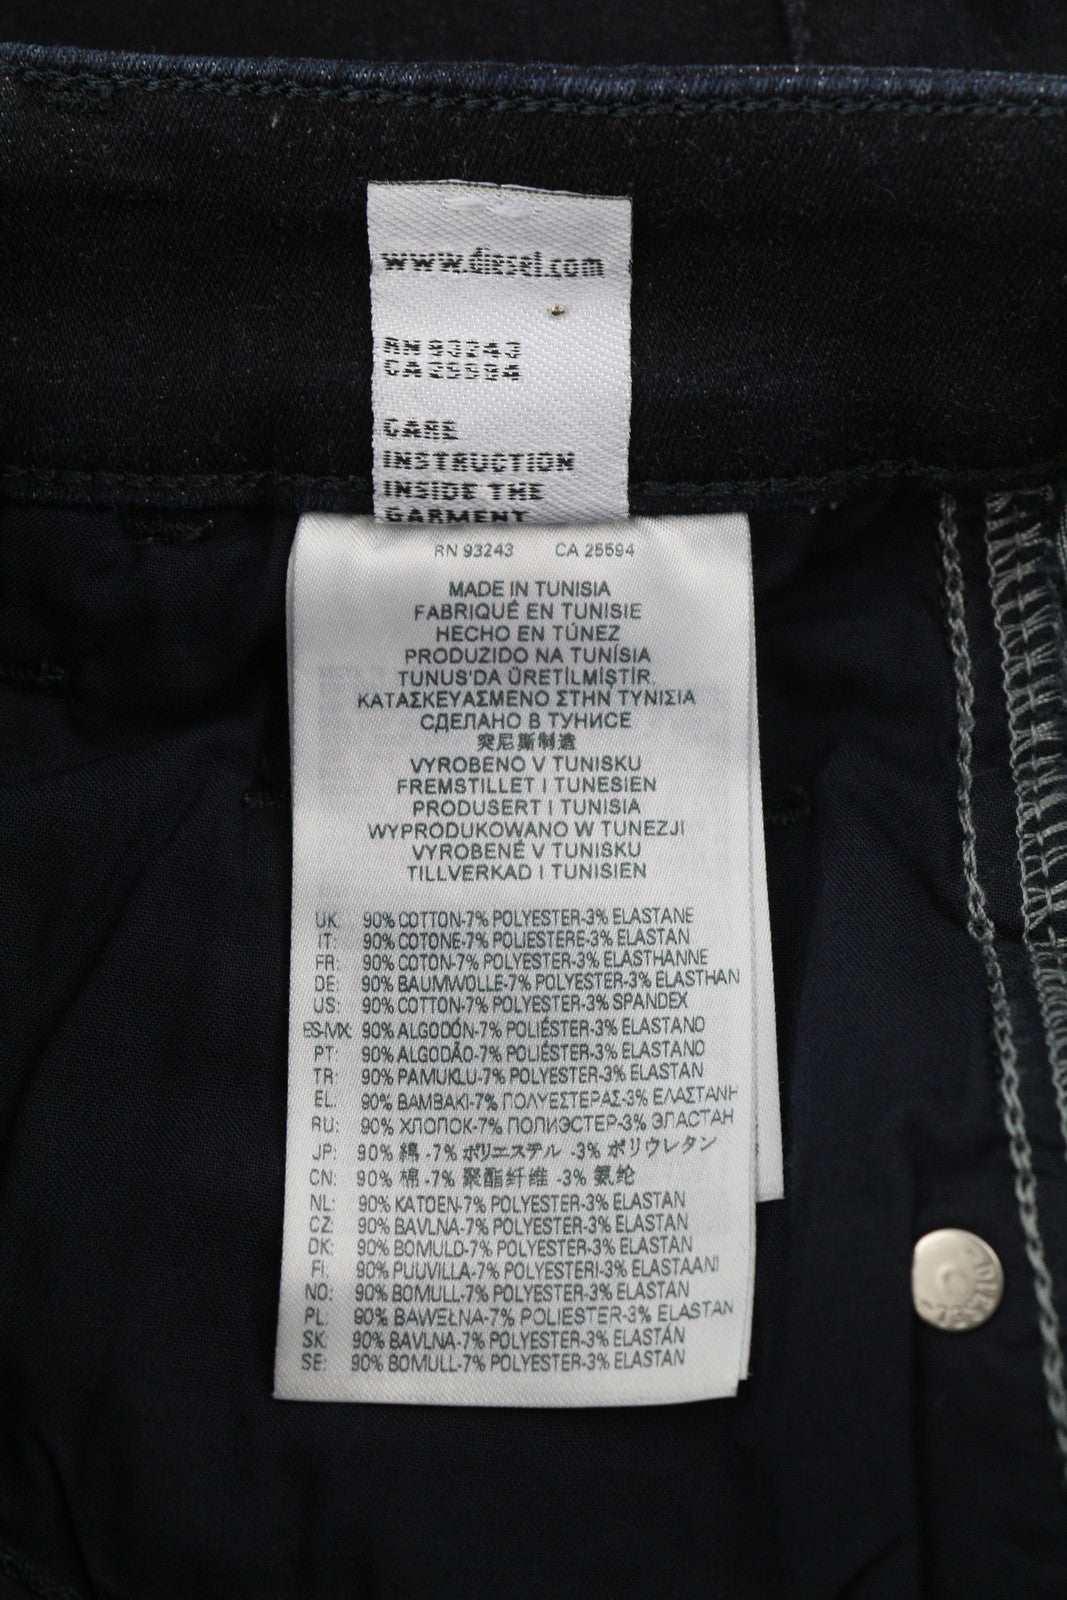 www.diesel.com
RN 93243
CA 25594
CARE
INSTRUCTION
INSIDE THE
GARMENT
RN 93243 CA 25594
MADE IN TUNISIA
FABRIQUÉ EN TUNISIE
HECHO EN TÚNEZ
PRODUZIDO NA TUNÍSIA
TUNUS'DA ÜRETİLMİŞTİR.
ΚΑΤΑΣΚΕΥΑΣΜΕΝΟ ΣΤΗΝ ΤΥΝΙΣΙΑ
СДЕЛАНО В ТУНИСЕ
突尼斯制造
VYROBENO V TUNISKU
FREMSTILLET I TUNESIEN
PRODUSERT I TUNISIA
WYPRODUKOWANO W TUNEZJI
VYROBENÉ V TUNISKU
TILLVERKAD I TUNISIEN
UK: 90% COTTON-7% POLYESTER-3% ELASTANE
IT: 90% COTONE-7% POLIESTERE-3% ELASTAN
FR: 90% COTON-7% POLYESTER-3% ELASTHANNE
DE: 90% BAUMWOLLE-7% POLYESTER-3% ELASTHAN
US: 90% COTTON-7% POLYESTER-3% SPANDEX
ES-MX: 90% ALGODÓN-7% POLIÉSTER-3% ELASTANO
PT: 90% ALGODÃO-7% POLIÉSTER-3% ELASTANO
TR: 90% PAMUKLU-7% POLYESTER-3% ELASTAN
EL: 90% ΒΑΜΒΑΚΙ-7% ΠΟΛΥΕΣΤΕΡΑΣ-3% ΕΛΑΣΤΑΝΗ
RU: 90% ХЛОПОК-7% ПОЛИЭСТЕР-3% ЭЛАСТАН
JP: 90% 綿 -7% ポリエステル -3% ポリウレタン
CN: 90% 棉 -7% 聚酯纤维 -3% 氨纶
NL: 90% KATOEN-7% POLYESTER-3% ELASTAN
CZ: 90% BAVLNA-7% POLYESTER-3% ELASTAN
DK: 90% BOMULD-7% POLYESTER-3% ELASTAN
FI: 90% PUUVILLA-7% POLYESTERI-3% ELASTAANI
NO: 90% BOMULL-7% POLYESTER-3% ELASTAN
PL: 90% BAWEŁNA-7% POLIESTER-3% ELASTAN
SK: 90% BAVLNA-7% POLYESTER-3% ELASTÁN
SE: 90% BOMULL-7% POLYESTER-3% ELASTAN